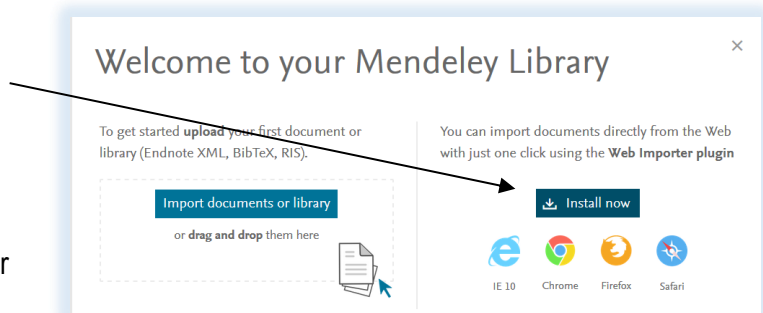 Welcome to your Mendeley Library
×
To get started upload your first document or
library (Endnote XML, BibTeX, RIS).
Import documents or library
or drag and drop them here
You can import documents directly from the Web
with just one click using the Web Importer plugin
Install now
IE 10 Chrome Firefox Safari
r